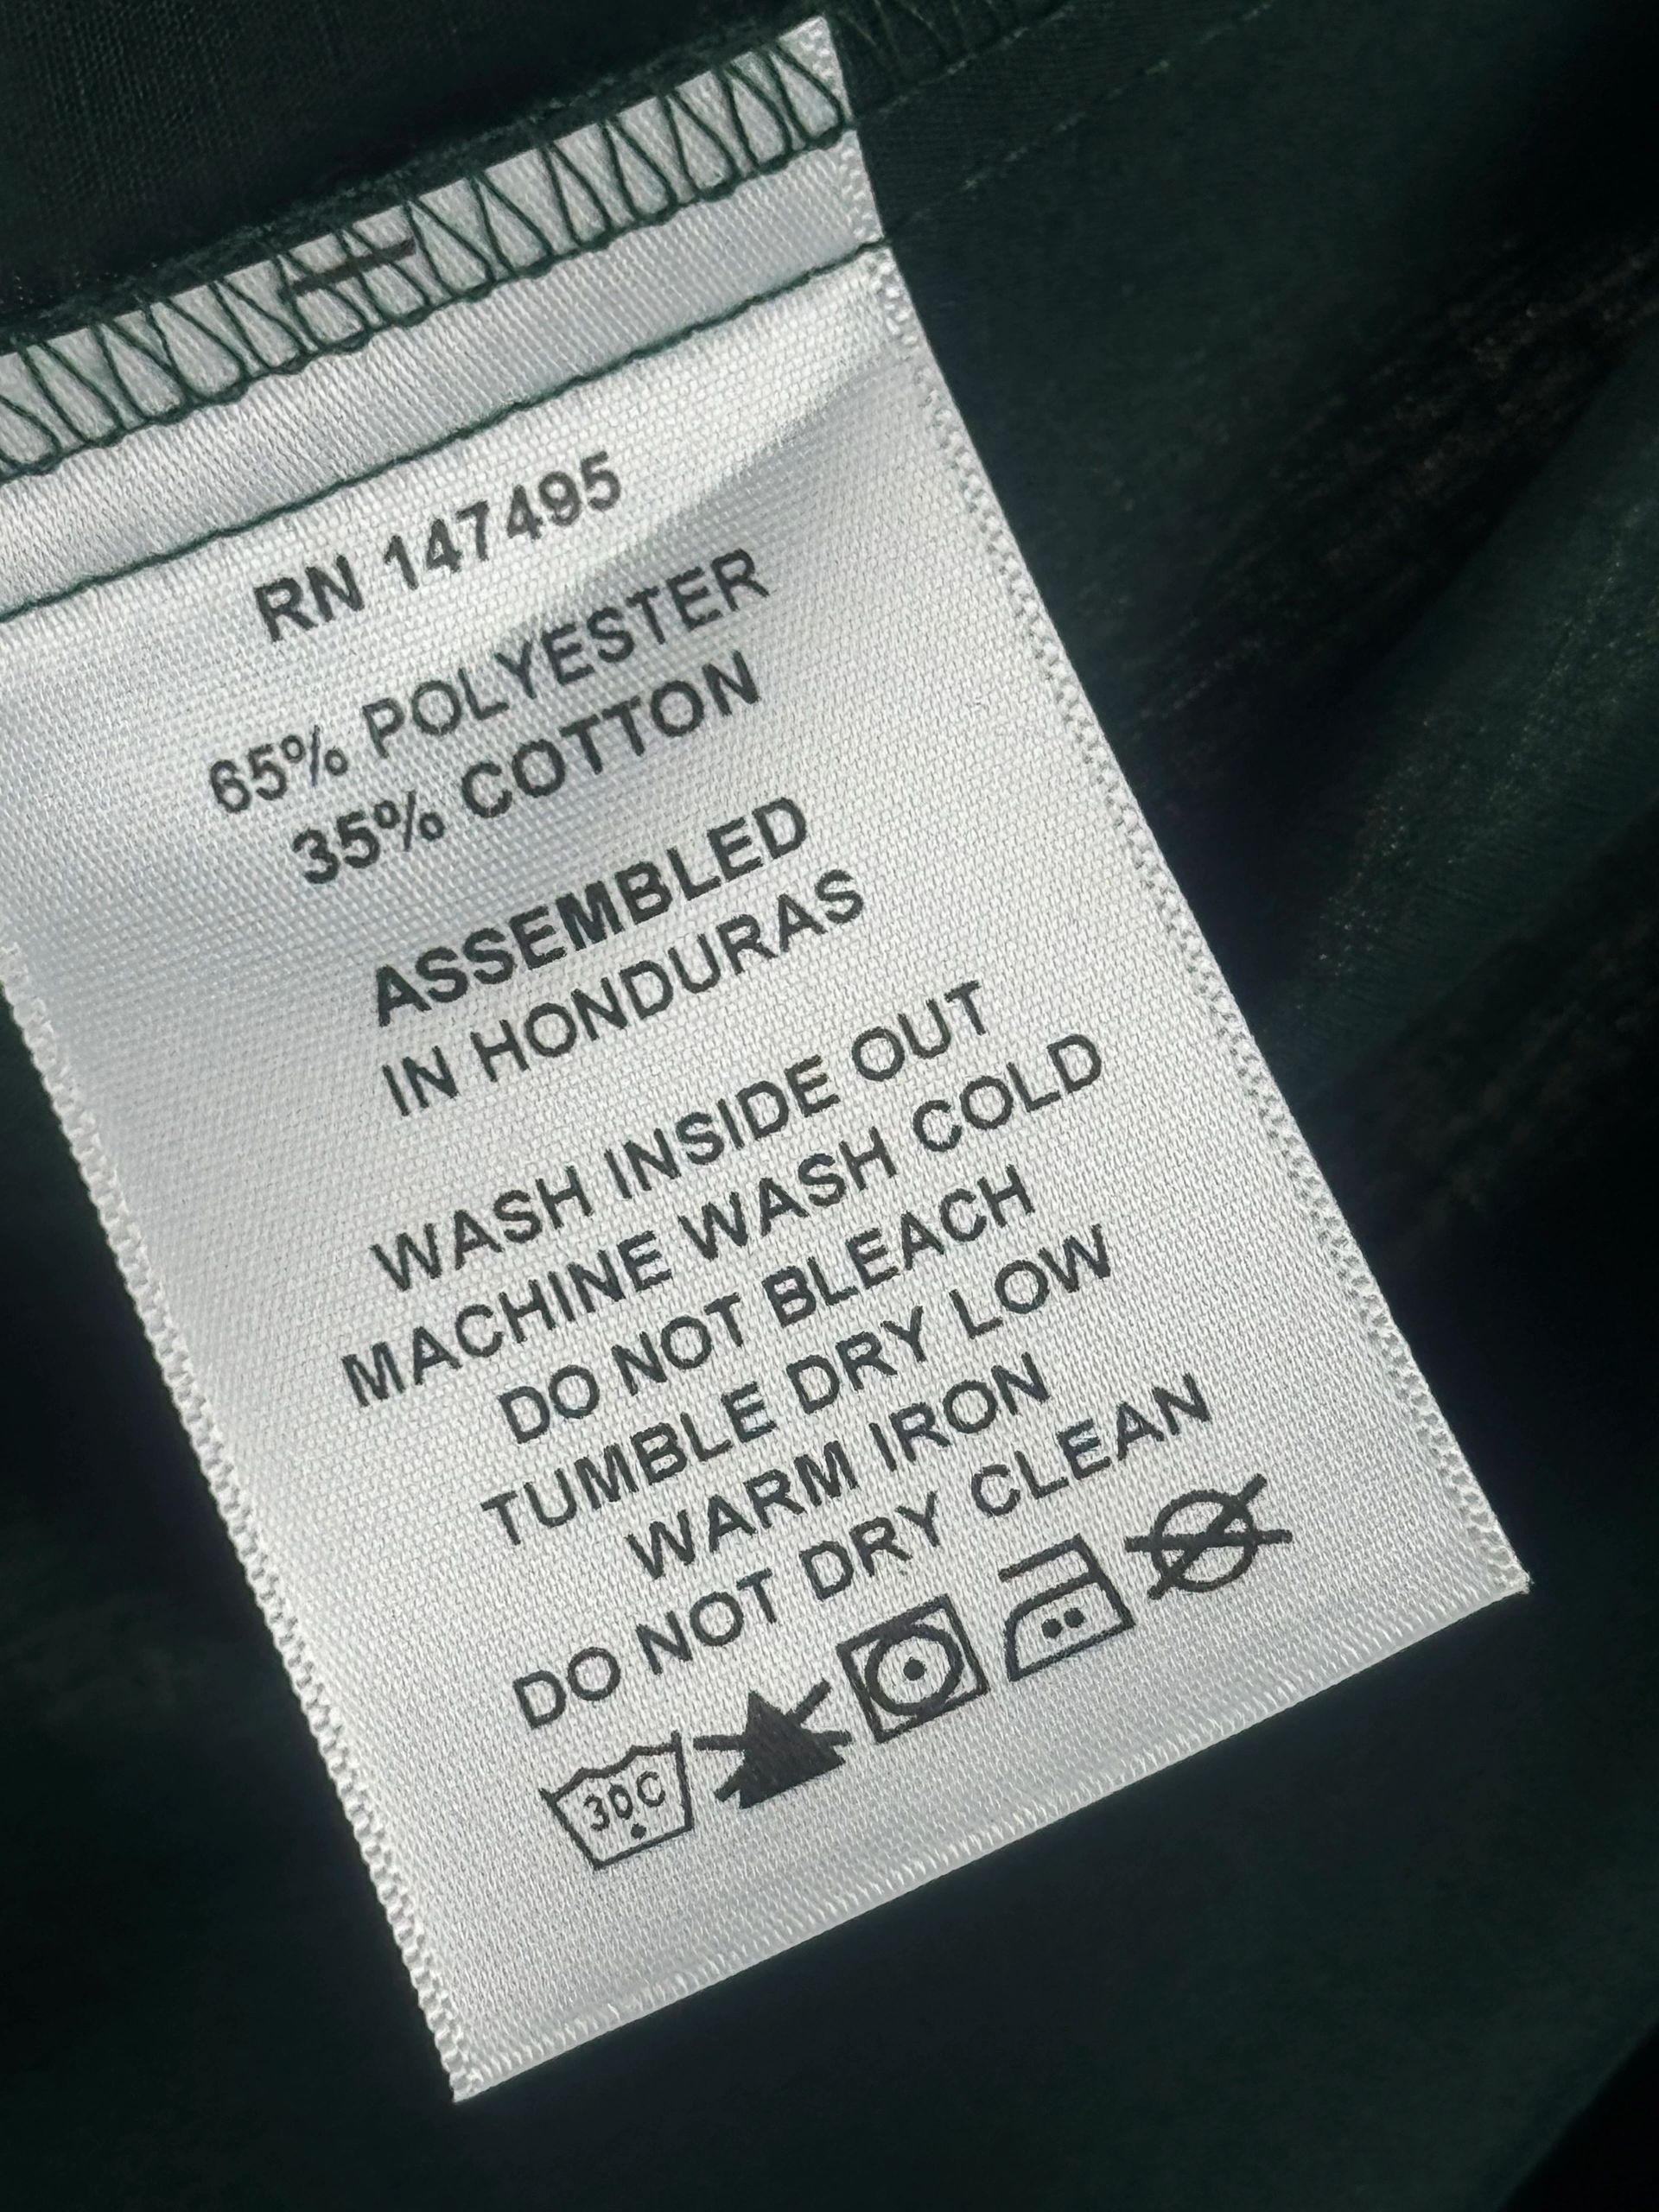 RN 147495
65% POLYESTER
35% COTTON
ASSEMBLED
IN HONDURAS
WASH INSIDE OUT
MACHINE WASH COLD
DO NOT BLEACH
TUMBLE DRY LOW
WARM IRON
DO NOT DRY CLEAN
30C